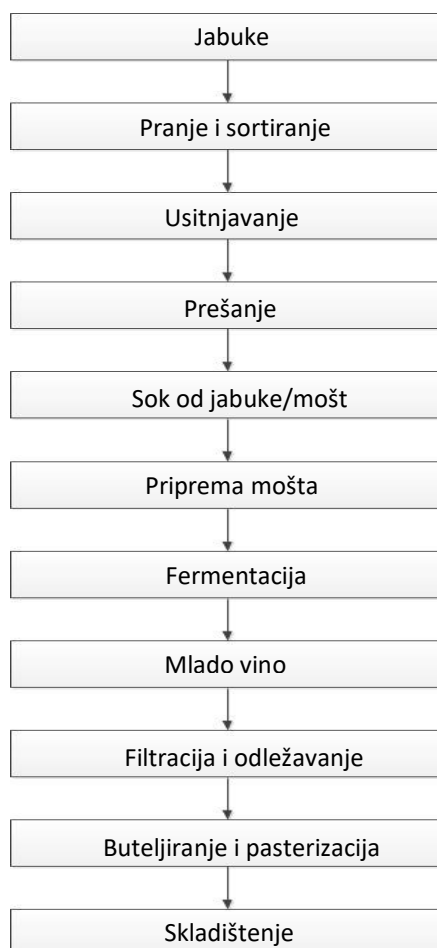 Jabuke
Pranje i sortiranje
Usitnjavanje
Prešanje
Sok od jabuke/mošt
Priprema mošta
Fermentacija
Mlado vino
Filtracija i odležavanje
Buteljiranje i pasterizacija
Skladištenje